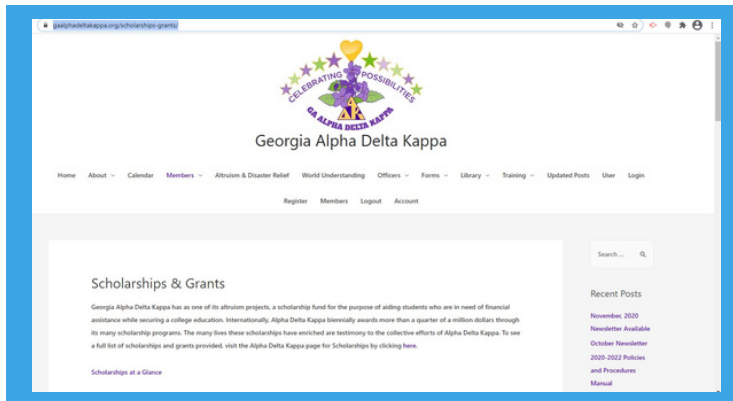 gaalphadeltakappa.org/scholarships-grants/
CELEBRATING POSSIBILITIES
GA ALPHA DELTA KAPPA
ΑΔΚ
Georgia Alpha Delta Kappa
Home About Calendar Members Altruism & Disaster Relief World Understanding Officers Forms Library Training Updated Posts User Login
Register Members Logout Account
Search ...
Scholarships & Grants
Georgia Alpha Delta Kappa has as one of its altruism projects, a scholarship fund for the purpose of aiding students who are in need of financial
assistance while securing a college education. Internationally, Alpha Delta Kappa biennially awards more than a quarter of a million dollars through
its many scholarship programs. The many lives these scholarships have enriched are testimony to the collective efforts of Alpha Delta Kappa. To see
a full list of scholarships and grants provided, visit the Alpha Delta Kappa page for Scholarships by clicking here.
Scholarships at a Glance
Recent Posts
November, 2020
Newsletter Available
October Newsletter
2020-2022 Policies
and Procedures
Manual